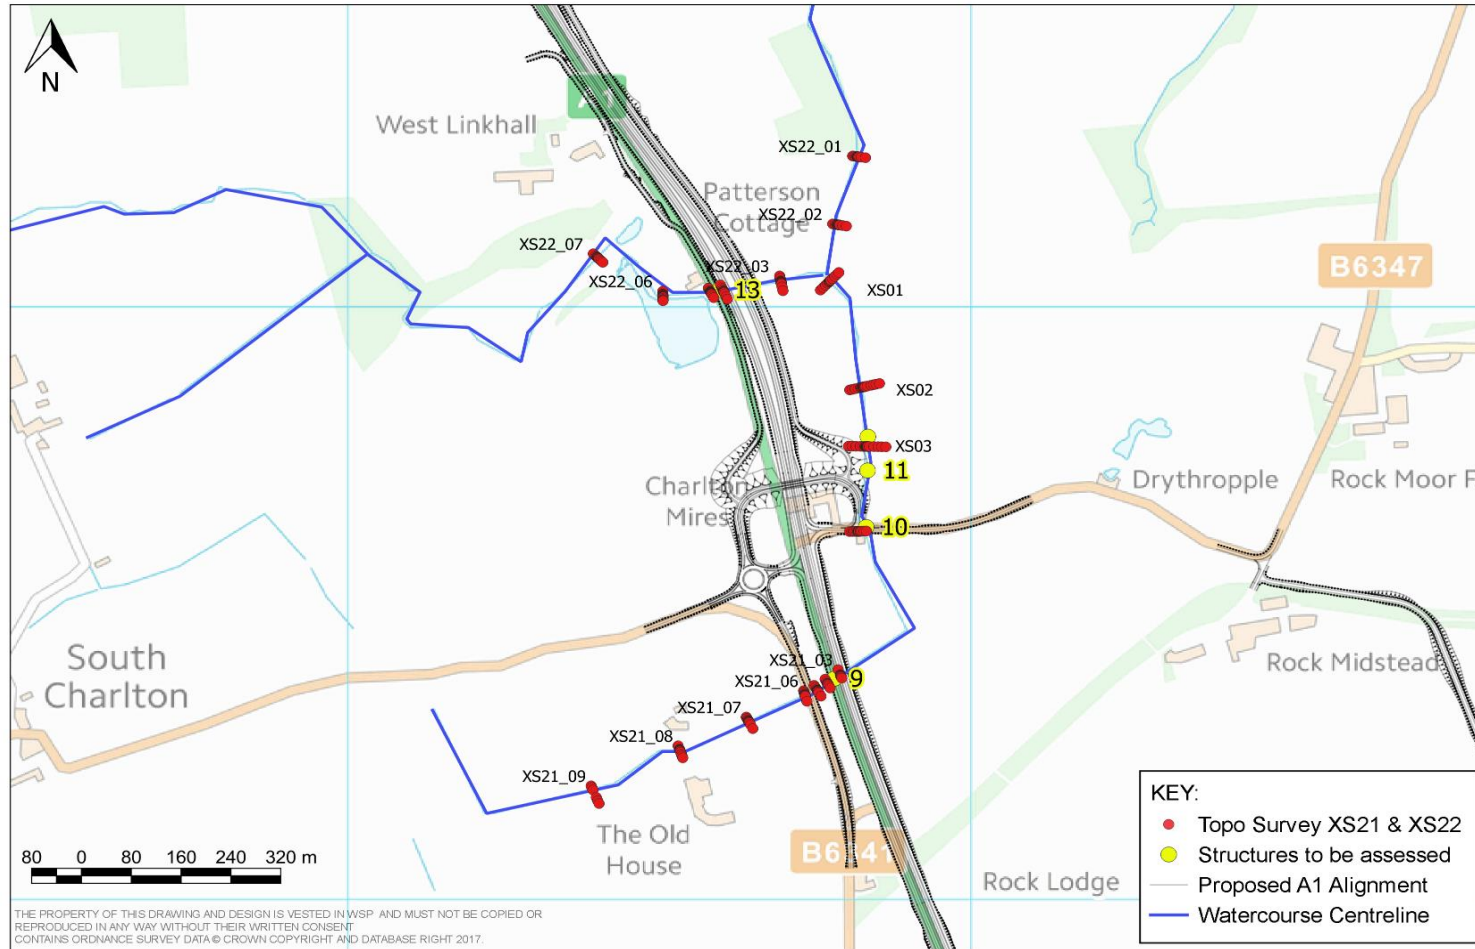 N
A1
West Linkhall
XS22_01
Patterson
Cottage
XS22_02
XS22_07
XS22_03
XS22_06
13
XS01
B6347
XS02
XS03
11
Charlton
Mires
Drythropple
Rock Moor F
10
South
Charlton
XS21_03
XS21_06
9
Rock Midstead
XS21_07
XS21_08
XS21_09
The Old
House
B6341
Rock Lodge
KEY:
Topo Survey XS21 & XS22
Structures to be assessed
Proposed A1 Alignment
Watercourse Centreline
80 0 80 160 240 320 m
THE PROPERTY OF THIS DRAWING AND DESIGN IS VESTED IN WSP AND MUST NOT BE COPIED OR
REPRODUCED IN ANY WAY WITHOUT THEIR WRITTEN CONSENT
CONTAINS ORDNANCE SURVEY DATA © CROWN COPYRIGHT AND DATABASE RIGHT 2017.